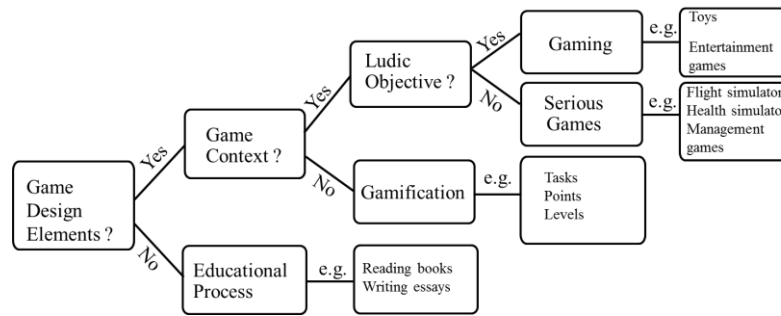 Game
Design
Elements ?
Yes
No
Game
Context ?
Yes
No
Ludic
Objective ?
Yes
No
Gaming
e.g.
Toys
Entertainment
games
Serious
Games
e.g.
Flight simulator
Health simulato
Management
games
Gamification
e.g.
Tasks
Points
Levels
Educational
Process
e.g.
Reading books
Writing essays